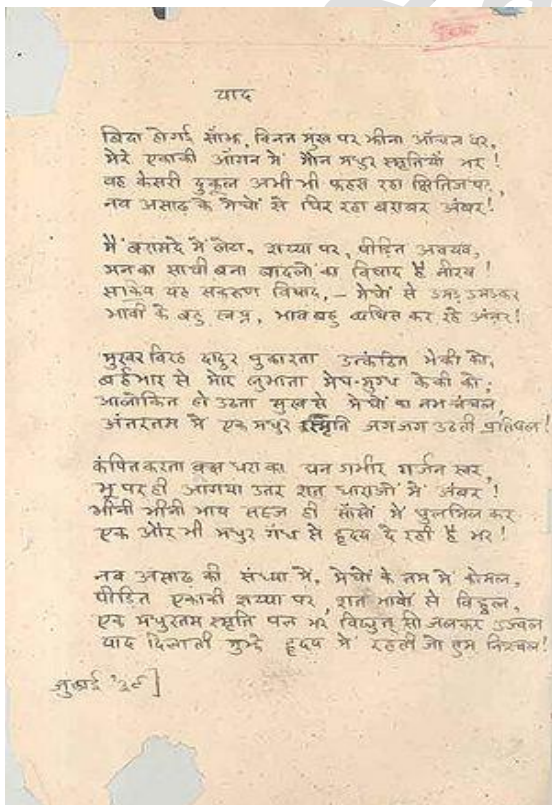 याद
बिदा होगई साँझ, विनत मुख पर झीना आँचल धर,
मेरे एकाकी आँगन में मौन मधुर स्मृतियाँ भर !
वह केसरी दुकूल अभी भी फहरा रहा क्षितिज पर,
नव असाढ़ के मेघों से घिर रहा बराबर अंबर !
मैं बरामदे में लेटा, शय्या पर, पीड़ित अवयव,
मन का साथी बना बादलों का विषाद है नीरव !
सक्रिय यह सकरुण विषाद, – मेघों से उमड़ उमड़कर
भावी के बहु स्वप्न, भाव बहु व्यथित कर रहे अंतर !
मुखर विरह दादुर पुकारता उत्कंठित भेकी को,
बर्हभार से मोर लुभाता मेघ-मुग्ध केकी को;
आलोकित हो उठता सुख से मेघों का नभ चंचल,
अंतरतम में एक मधुर स्मृति जग जग उठती प्रतिपल !
कंपित करता वक्ष धरा का घन गभीर गर्जन स्वर,
भू पर ही आगया उतर शत धाराओं में अंबर !
भीनी भीनी भाप सहज ही साँसों में घुलमिल कर
एक और भी मधुर गंध से हृदय दे रही है भर !
नव असाढ़ की संध्या में, मेघों के तम में कोमल,
पीड़ित एकाकी शय्या पर, शत भावों से विह्वल,
एक मधुरतम स्मृति पल भर विद्युत् सी जलकर उज्वल
याद दिलाती मुझे हृदय में रहती जो तुम निश्चल !
जुलाई '३९]